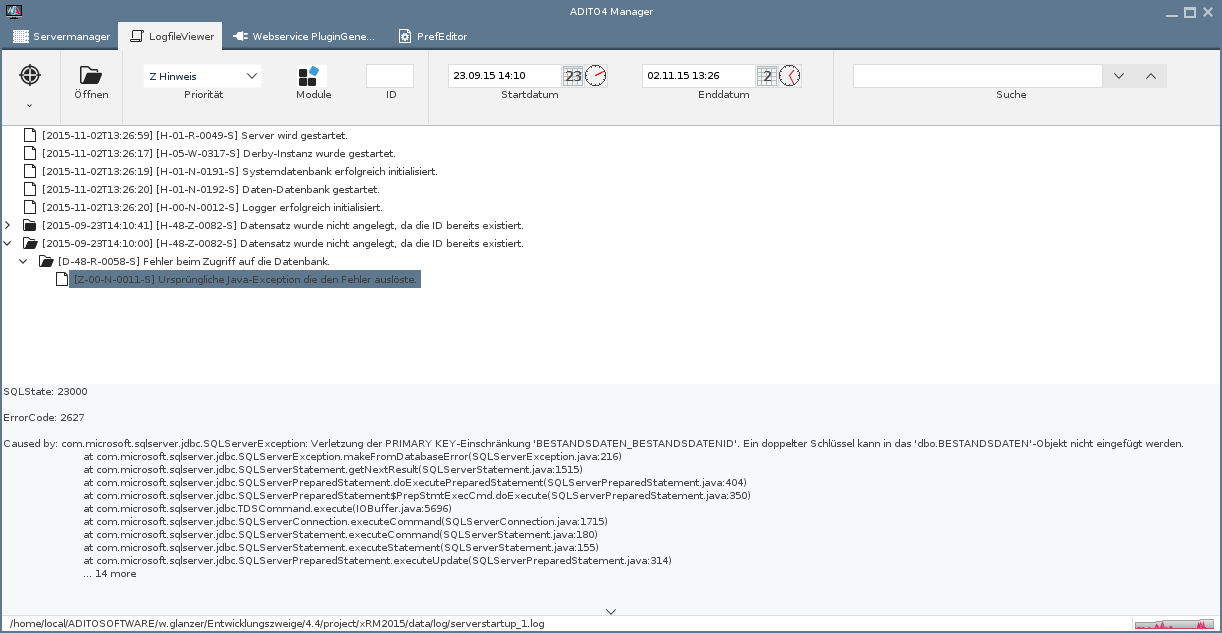 ADITO4 Manager
Servermanager LogfileViewer Webservice PluginGene... PrefEditor
Z Hinweis 23.09.15 14:10 23 02.11.15 13:26 2
Öffnen Priorität Module ID Startdatum Enddatum Suche
[2015-11-02T13:26:59] [H-01-R-0049-S] Server wird gestartet.
[2015-11-02T13:26:17] [H-05-W-0317-S] Derby-Instanz wurde gestartet.
[2015-11-02T13:26:19] [H-01-N-0191-S] Systemdatenbank erfolgreich initialisiert.
[2015-11-02T13:26:20] [H-01-N-0192-S] Daten-Datenbank gestartet.
[2015-11-02T13:26:20] [H-00-N-0012-S] Logger erfolgreich initialisiert.
[2015-09-23T14:10:41] [H-48-Z-0082-S] Datensatz wurde nicht angelegt, da die ID bereits existiert.
[2015-09-23T14:10:00] [H-48-Z-0082-S] Datensatz wurde nicht angelegt, da die ID bereits existiert.
[D-48-R-0058-S] Fehler beim Zugriff auf die Datenbank.
[Z-00-N-0011-S] Ursprüngliche Java-Exception die den Fehler auslöste.
SQLState: 23000
ErrorCode: 2627
Caused by: com.microsoft.sqlserver.jdbc.SQLServerException: Verletzung der PRIMARY KEY-Einschränkung 'BESTANDSDATEN_BESTANDSDATENID'. Ein doppelter Schlüssel kann in das 'dbo.BESTANDSDATEN'-Objekt nicht eingefügt werden.
at com.microsoft.sqlserver.jdbc.SQLServerException.makeFromDatabaseError(SQLServerException.java:216)
at com.microsoft.sqlserver.jdbc.SQLServerStatement.getNextResult(SQLServerStatement.java:1515)
at com.microsoft.sqlserver.jdbc.SQLServerPreparedStatement.doExecutePreparedStatement(SQLServerPreparedStatement.java:404)
at com.microsoft.sqlserver.jdbc.SQLServerPreparedStatement$PrepStmtExecCmd.doExecute(SQLServerPreparedStatement.java:350)
at com.microsoft.sqlserver.jdbc.TDSCommand.execute(IOBuffer.java:5696)
at com.microsoft.sqlserver.jdbc.SQLServerConnection.executeCommand(SQLServerConnection.java:1715)
at com.microsoft.sqlserver.jdbc.SQLServerStatement.executeCommand(SQLServerStatement.java:180)
at com.microsoft.sqlserver.jdbc.SQLServerStatement.executeStatement(SQLServerStatement.java:155)
at com.microsoft.sqlserver.jdbc.SQLServerPreparedStatement.executeUpdate(SQLServerPreparedStatement.java:314)
... 14 more
/home/local/ADITOSOFTWARE/w.glanzer/Entwicklungszweige/4.4/project/xRM2015/data/log/serverstartup_1.log